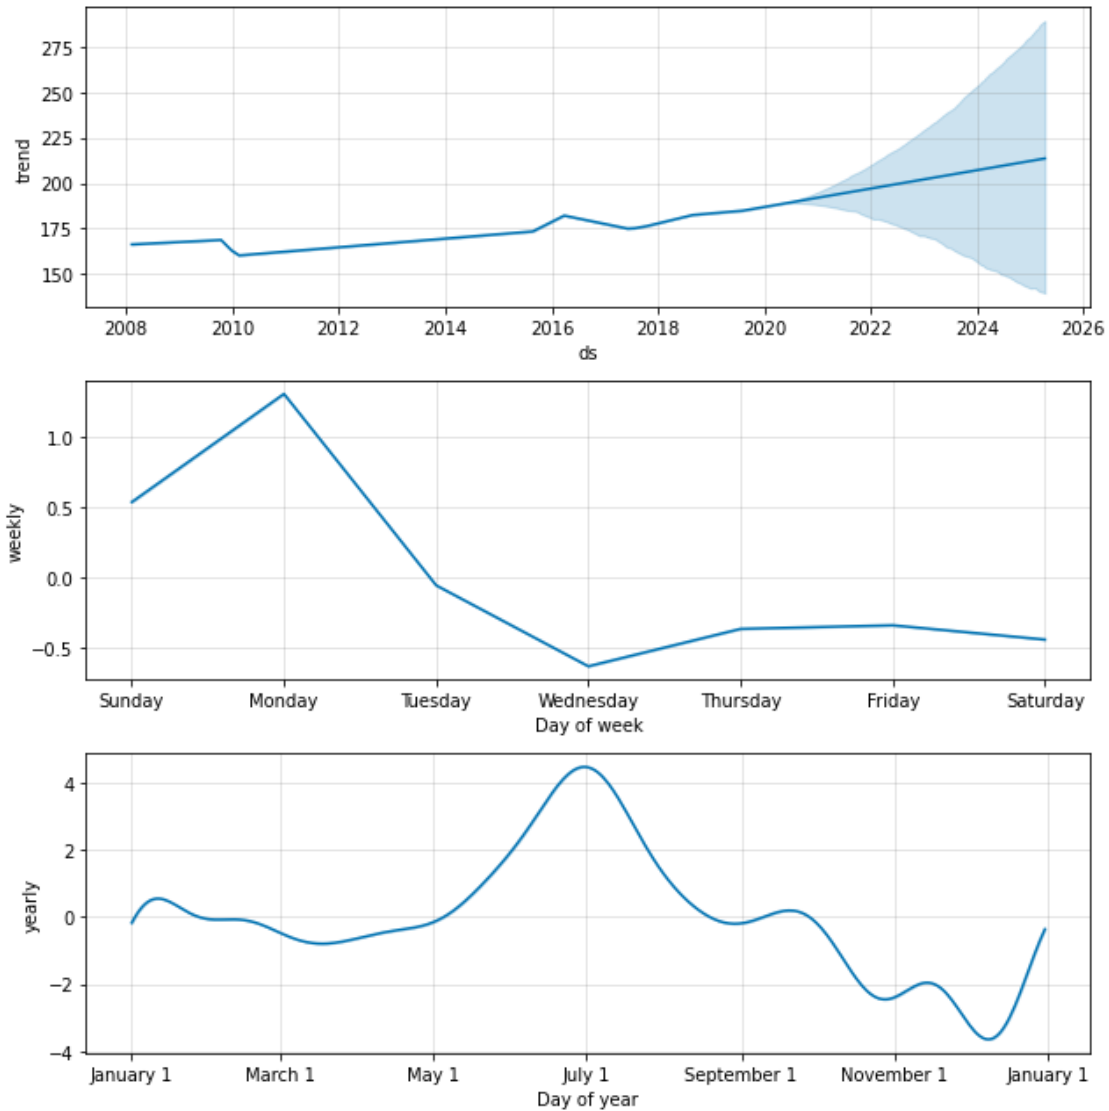 275
250
225
200
175
150
trend
2008 2010 2012 2014 2016 2018 2020 2022 2024 2026
ds
1.0
0.5
0.0
−0.5
weekly
Sunday Monday Tuesday Wednesday Thursday Friday Saturday
Day of week
4
2
0
−2
−4
yearly
January 1 March 1 May 1 July 1 September 1 November 1 January 1
Day of year